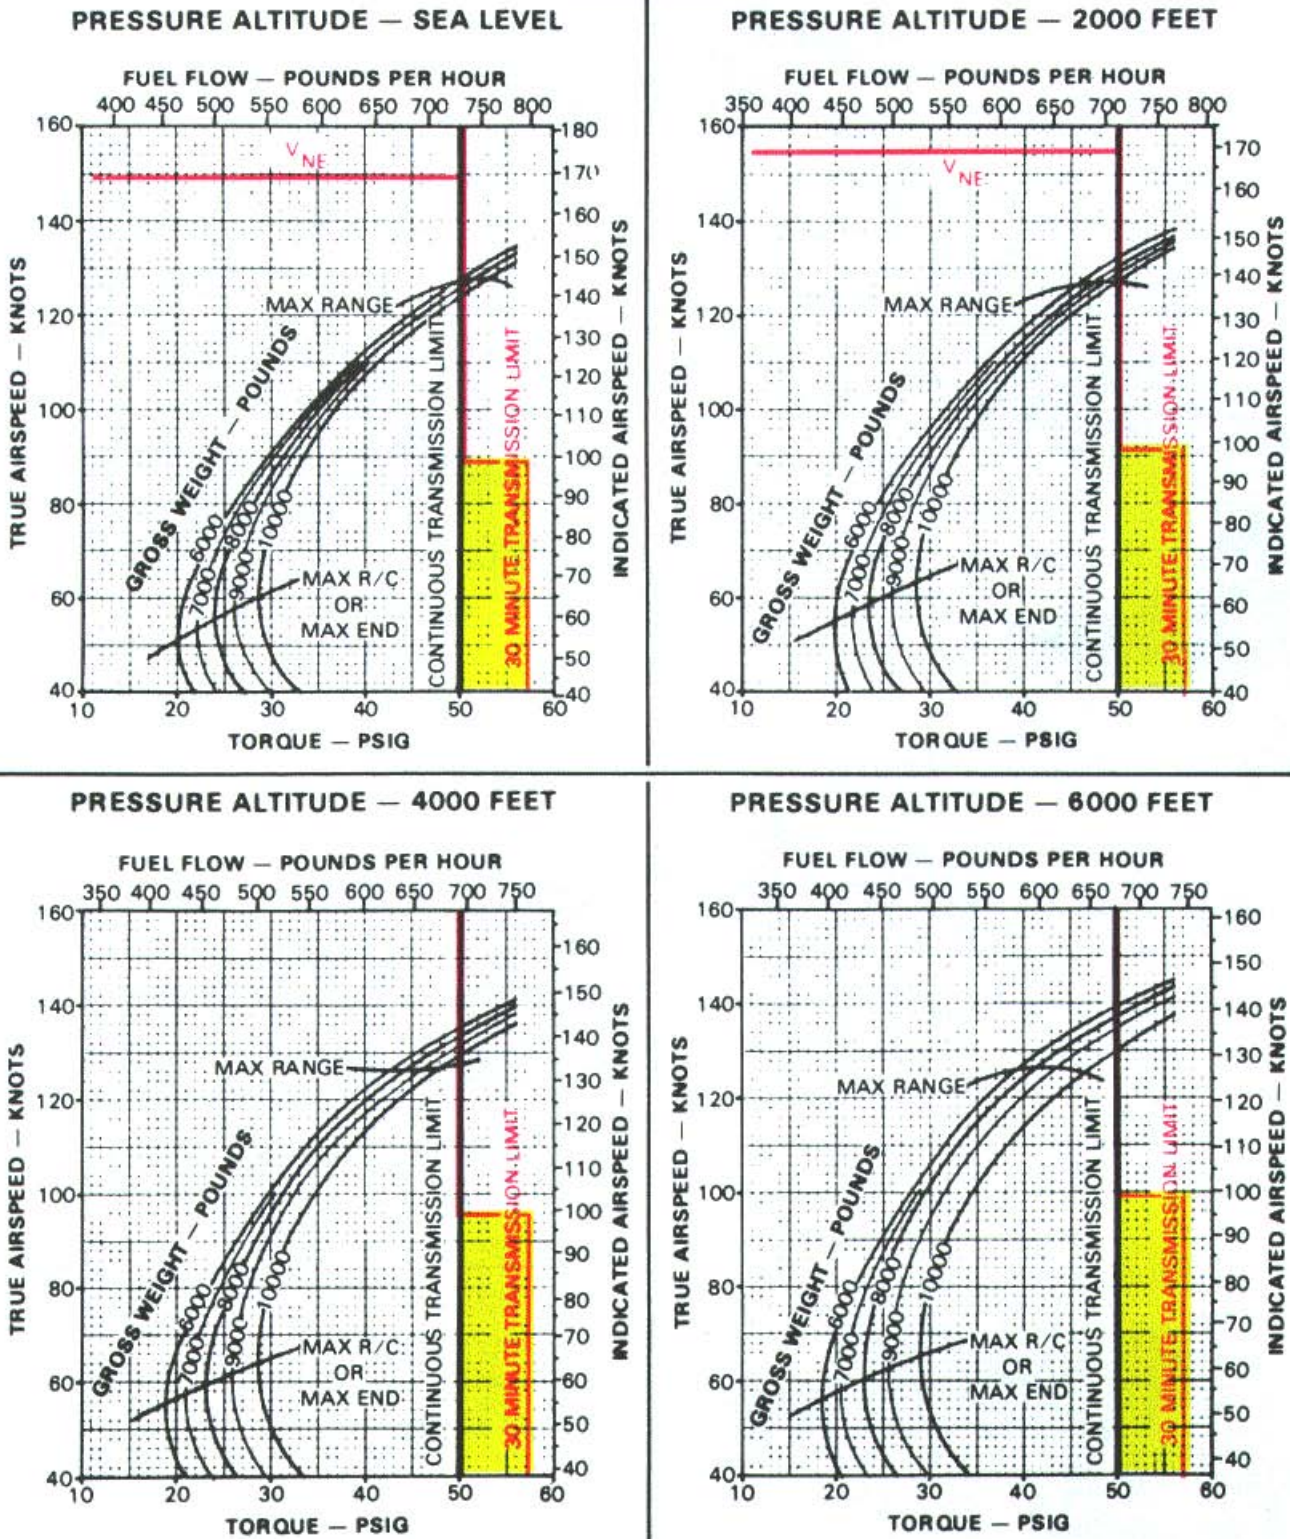 PRESSURE ALTITUDE — SEA LEVEL
FUEL FLOW — POUNDS PER HOUR
400 450 500 550 600 650 700 750 800
160
140
120
100
80
60
40
TRUE AIRSPEED — KNOTS
180
170
160
150
140
130
120
110
100
90
80
70
60
50
40
INDICATED AIRSPEED — KNOTS
VNE
MAX RANGE
GROSS WEIGHT — POUNDS
6000
7000
8000
9000
10000
MAX R/C
OR
MAX END
CONTINUOUS TRANSMISSION LIMIT
30 MINUTE TRANSMISSION LIMIT
10 20 30 40 50 60
TORQUE — PSIG
PRESSURE ALTITUDE — 2000 FEET
FUEL FLOW — POUNDS PER HOUR
350 400 450 500 550 600 650 700 750 800
160
140
120
100
80
60
40
TRUE AIRSPEED — KNOTS
170
160
150
140
130
120
110
100
90
80
70
60
50
40
INDICATED AIRSPEED — KNOTS
VNE
MAX RANGE
GROSS WEIGHT — POUNDS
6000
7000
8000
9000
10000
MAX R/C
OR
MAX END
CONTINUOUS TRANSMISSION LIMIT
30 MINUTE TRANSMISSION LIMIT
10 20 30 40 50 60
TORQUE — PSIG
PRESSURE ALTITUDE — 4000 FEET
FUEL FLOW — POUNDS PER HOUR
350 400 450 500 550 600 650 700 750
160
140
120
100
80
60
40
TRUE AIRSPEED — KNOTS
160
150
140
130
120
110
100
90
80
70
60
50
40
INDICATED AIRSPEED — KNOTS
MAX RANGE
GROSS WEIGHT — POUNDS
6000
7000
8000
9000
10000
MAX R/C
OR
MAX END
CONTINUOUS TRANSMISSION LIMIT
30 MINUTE TRANSMISSION LIMIT
10 20 30 40 50 60
TORQUE — PSIG
PRESSURE ALTITUDE — 6000 FEET
FUEL FLOW — POUNDS PER HOUR
350 400 450 500 550 600 650 700 750
160
140
120
100
80
60
40
TRUE AIRSPEED — KNOTS
160
150
140
130
120
110
100
90
80
70
60
50
40
INDICATED AIRSPEED — KNOTS
MAX RANGE
GROSS WEIGHT — POUNDS
6000
7000
8000
9000
10000
MAX R/C
OR
MAX END
CONTINUOUS TRANSMISSION LIMIT
30 MINUTE TRANSMISSION LIMIT
10 20 30 40 50 60
TORQUE — PSIG